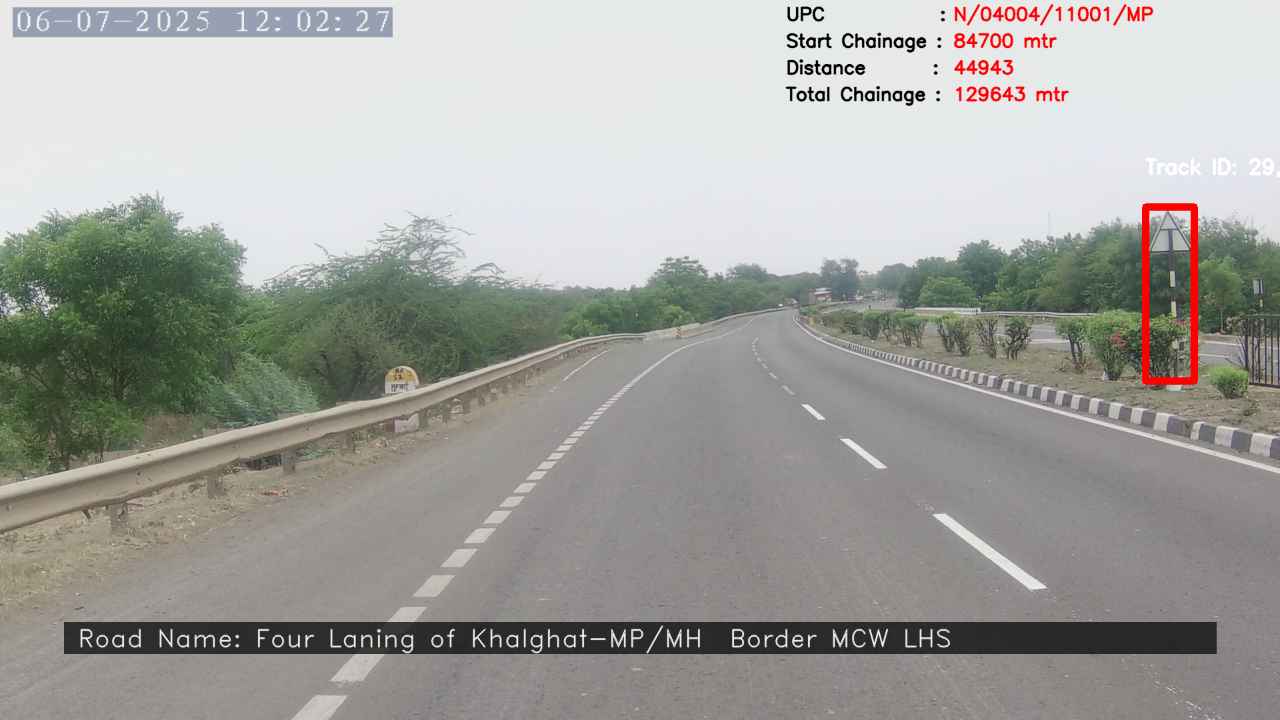 06-07-2025 12:02:27
UPC : N/04004/11001/MP
Start Chainage : 84700 mtr
Distance : 44943
Total Chainage : 129643 mtr
Track ID: 29,
Road Name: Four Laning of Khalghat-MP/MH Border MCW LHS